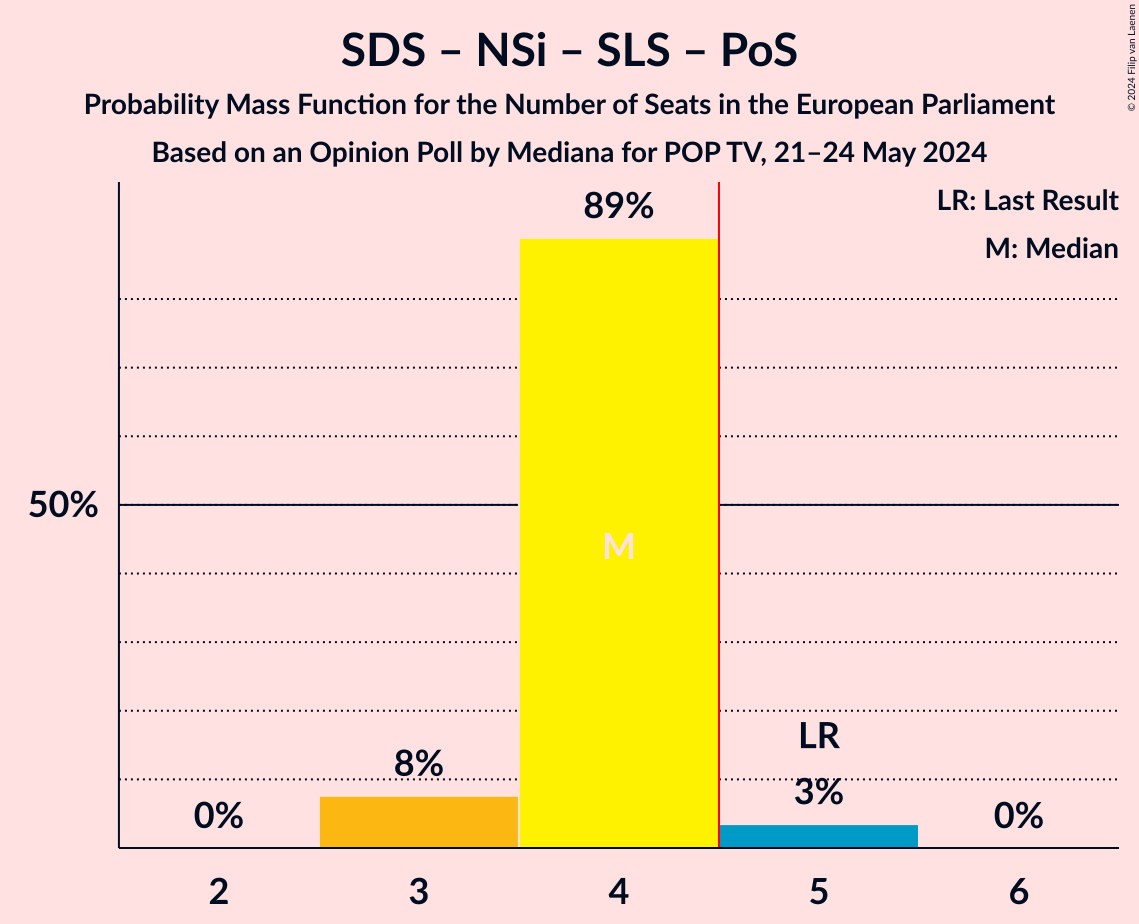 SDS – NSi – SLS – PoS
Probability Mass Function for the Number of Seats in the European Parliament
Based on an Opinion Poll by Mediana for POP TV, 21–24 May 2024
© 2024 Filip van Laenen
LR: Last Result
M: Median
89%
50%
M
LR
8%
3%
0%
0%
2 3 4 5 6